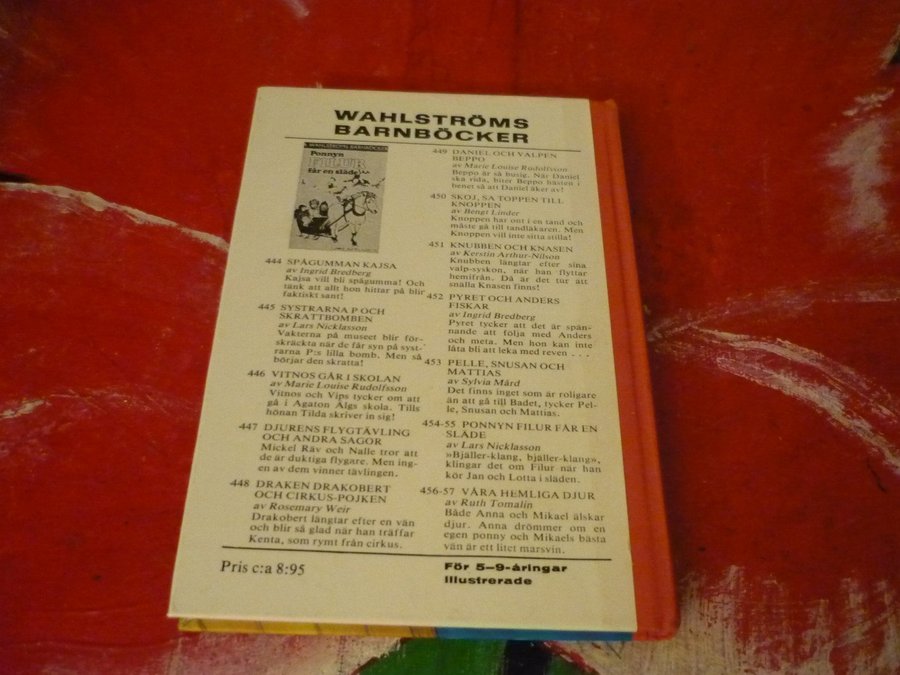 WAHLSTRÖMS
BARNBÖCKER
WAHLSTRÖMS BARNBÖCKER
Ponnyn
FILUR
får en släde
444 SPÅGUMMAN KAJSA
av Ingrid Bredberg
Kajsa vill bli spågumma! Och
tänk att allt hon hittar på blir
faktiskt sant!
445 SYSTRARNA P OCH
SKRATTBOMBEN
av Lars Nicklasson
Vakterna på museet blir för-
skräckta när de får syn på syst-
rarna P:s lilla bomb. Men så
börjar den skratta!
446 VITNOS GÅR I SKOLAN
av Marie Louise Rudolfsson
Vitnos och Vips tycker om att
gå i Agaton Älgs skola. Tills
hönan Tilda skriver in sig!
447 DJURENS FLYGTÄVLING
OCH ANDRA SAGOR
Mickel Räv och Nalle tror att
de är duktiga flygare. Men ing-
en av dem vinner tävlingen.
448 DRAKEN DRAKOBERT
OCH CIRKUS-POJKEN
av Rosemary Weir
Drakobert längtar efter en vän
och blir så glad när han träffar
Kenta, som rymt från cirkus.
449 DANIEL OCH VALPEN
BEPPO
av Marie Louise Rudolfsson
Beppo är så busig. När Daniel
ska rida, biter Beppo hästen i
benet så att Daniel åker av!
450 SKOJ, SA TOPPEN TILL
KNOPPEN
av Bengt Linder
Knoppen har ont i en tand och
måste gå till tandläkaren. Men
Knoppen vill inte sitta stilla!
451 KNUBBEN OCH KNASEN
av Kerstin Arthur-Nilson
Knubben längtar efter sina
valp-syskon, när han flyttar
hemifrån. Då är det tur att
snälla Knasen finns!
452 PYRET OCH ANDERS
FISKAR
av Ingrid Bredberg
Pyret tycker att det är spän-
nande att följa med Anders
och meta. Men hon kan inte
låta bli att leka med reven . . .
453 PELLE, SNUSAN OCH
MATTIAS
av Sylvia Mård
Det finns inget som är roligare
än att gå till Badet, tycker Pel-
le, Snusan och Mattias.
454-55 PONNYN FILUR FÅR EN
SLÄDE
av Lars Nicklasson
»Bjäller-klang, bjäller-klang»,
klingar det om Filur när han
kör Jan och Lotta i släden.
456-57 VÅRA HEMLIGA DJUR
av Ruth Tomalin
Både Anna och Mikael älskar
djur. Anna drömmer om en
egen ponny och Mikaels bästa
vän är ett litet marsvin.
Pris c:a 8:95
För 5–9-åringar
Illustrerade